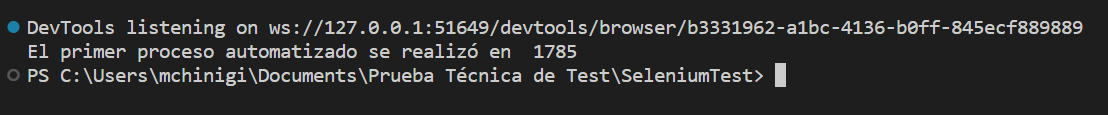 DevTools listening on ws://127.0.0.1:51649/devtools/browser/b3331962-a1bc-4136-b0ff-845ecf889889
El primer proceso automatizado se realizó en  1785
PS C:\Users\mchinigi\Documents\Prueba Técnica de Test\SeleniumTest>